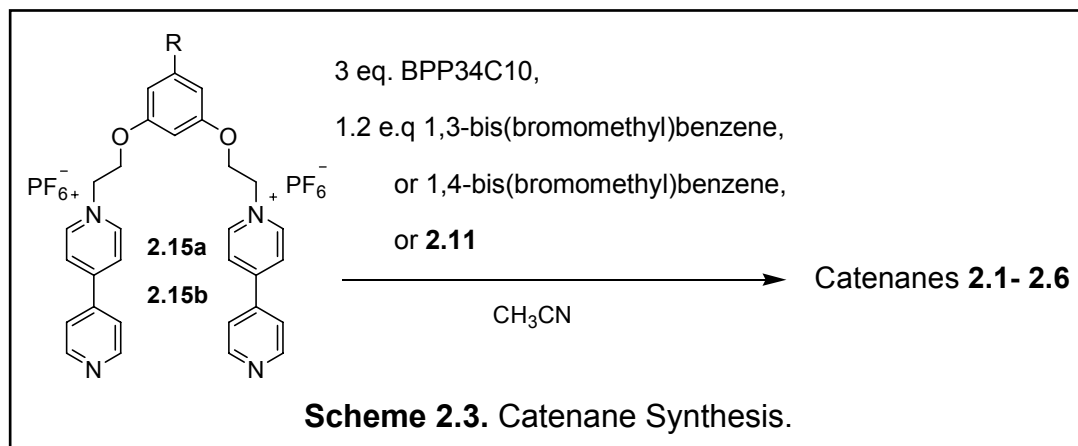 R
3 eq. BPP34C10,
1.2 e.q 1,3-bis(bromomethyl)benzene,
or 1,4-bis(bromomethyl)benzene,
or 2.11
O O
PF6+ − + PF6 −
N N
2.15a
2.15b
CH3CN
Catenanes 2.1- 2.6
N N
Scheme 2.3. Catenane Synthesis.